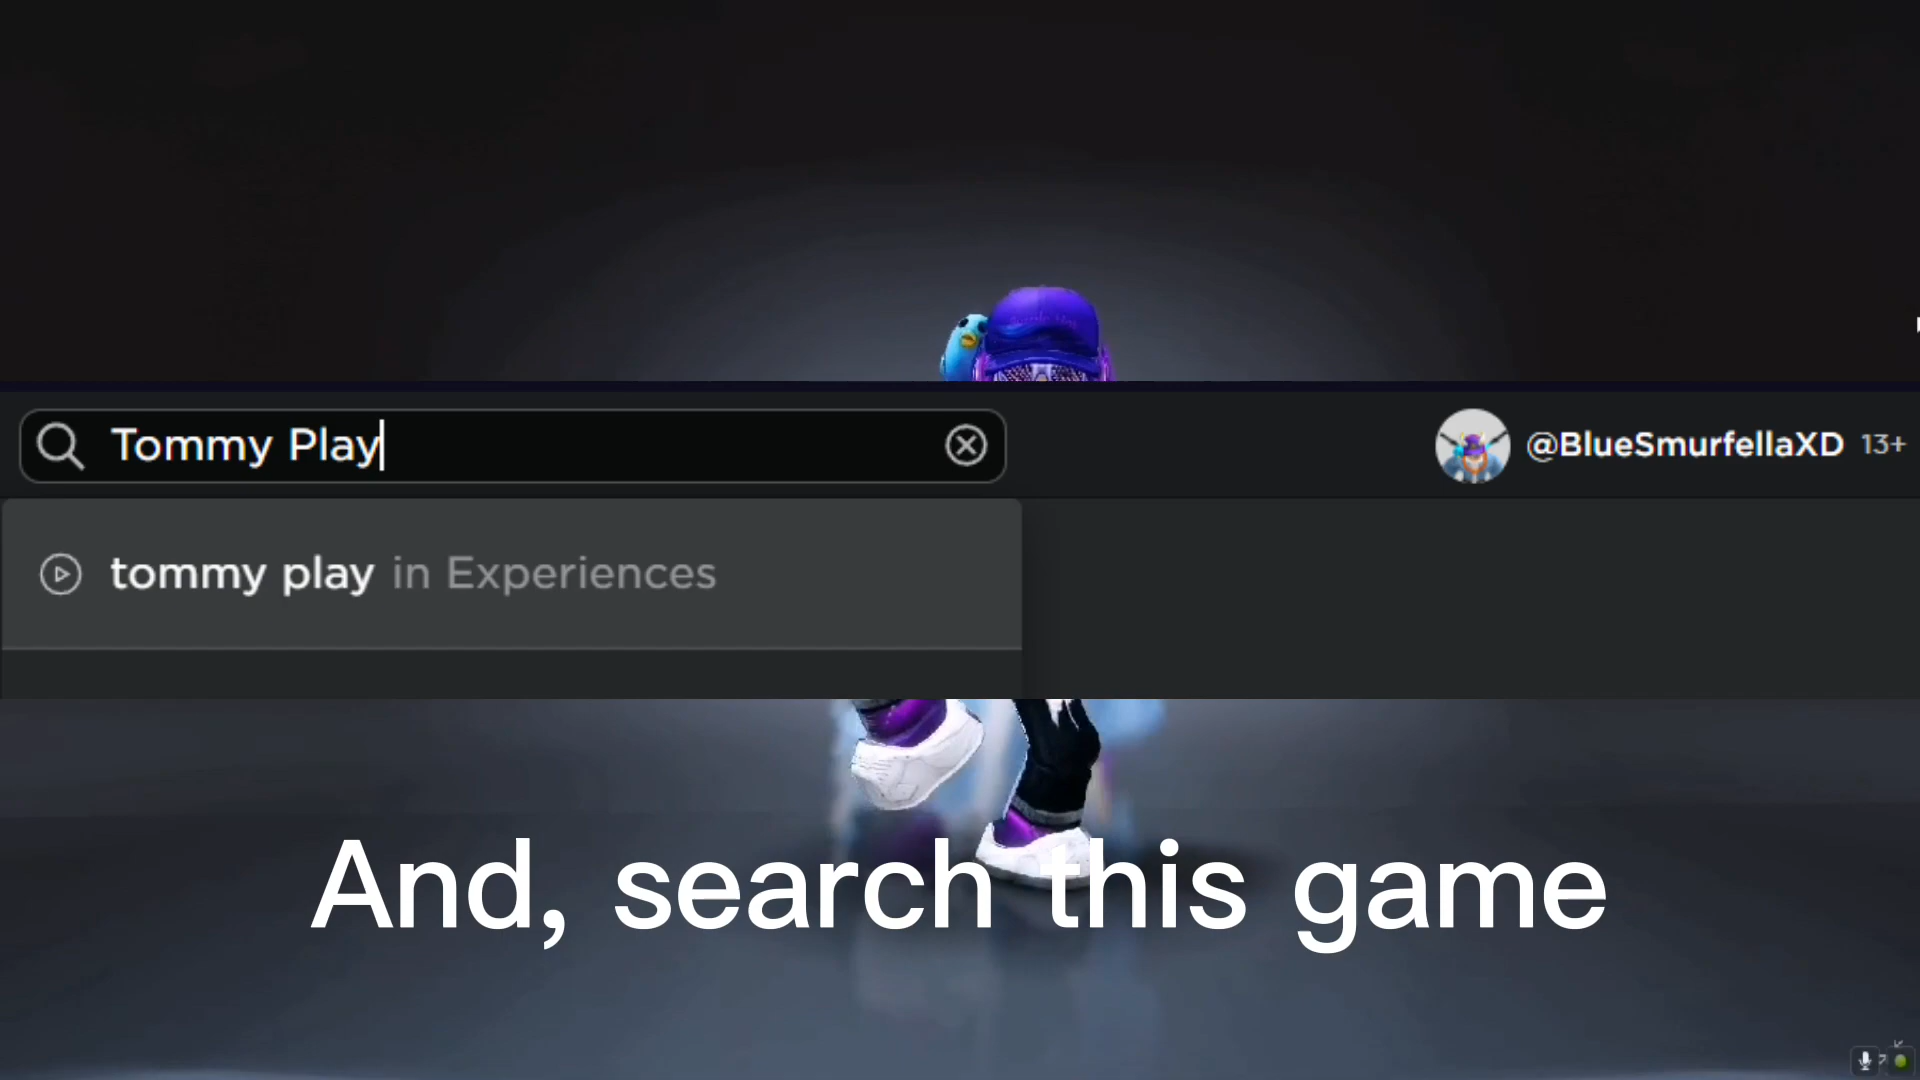 Tommy Play
@BlueSmurfellaXD 13+
tommy play in Experiences
And, search this game